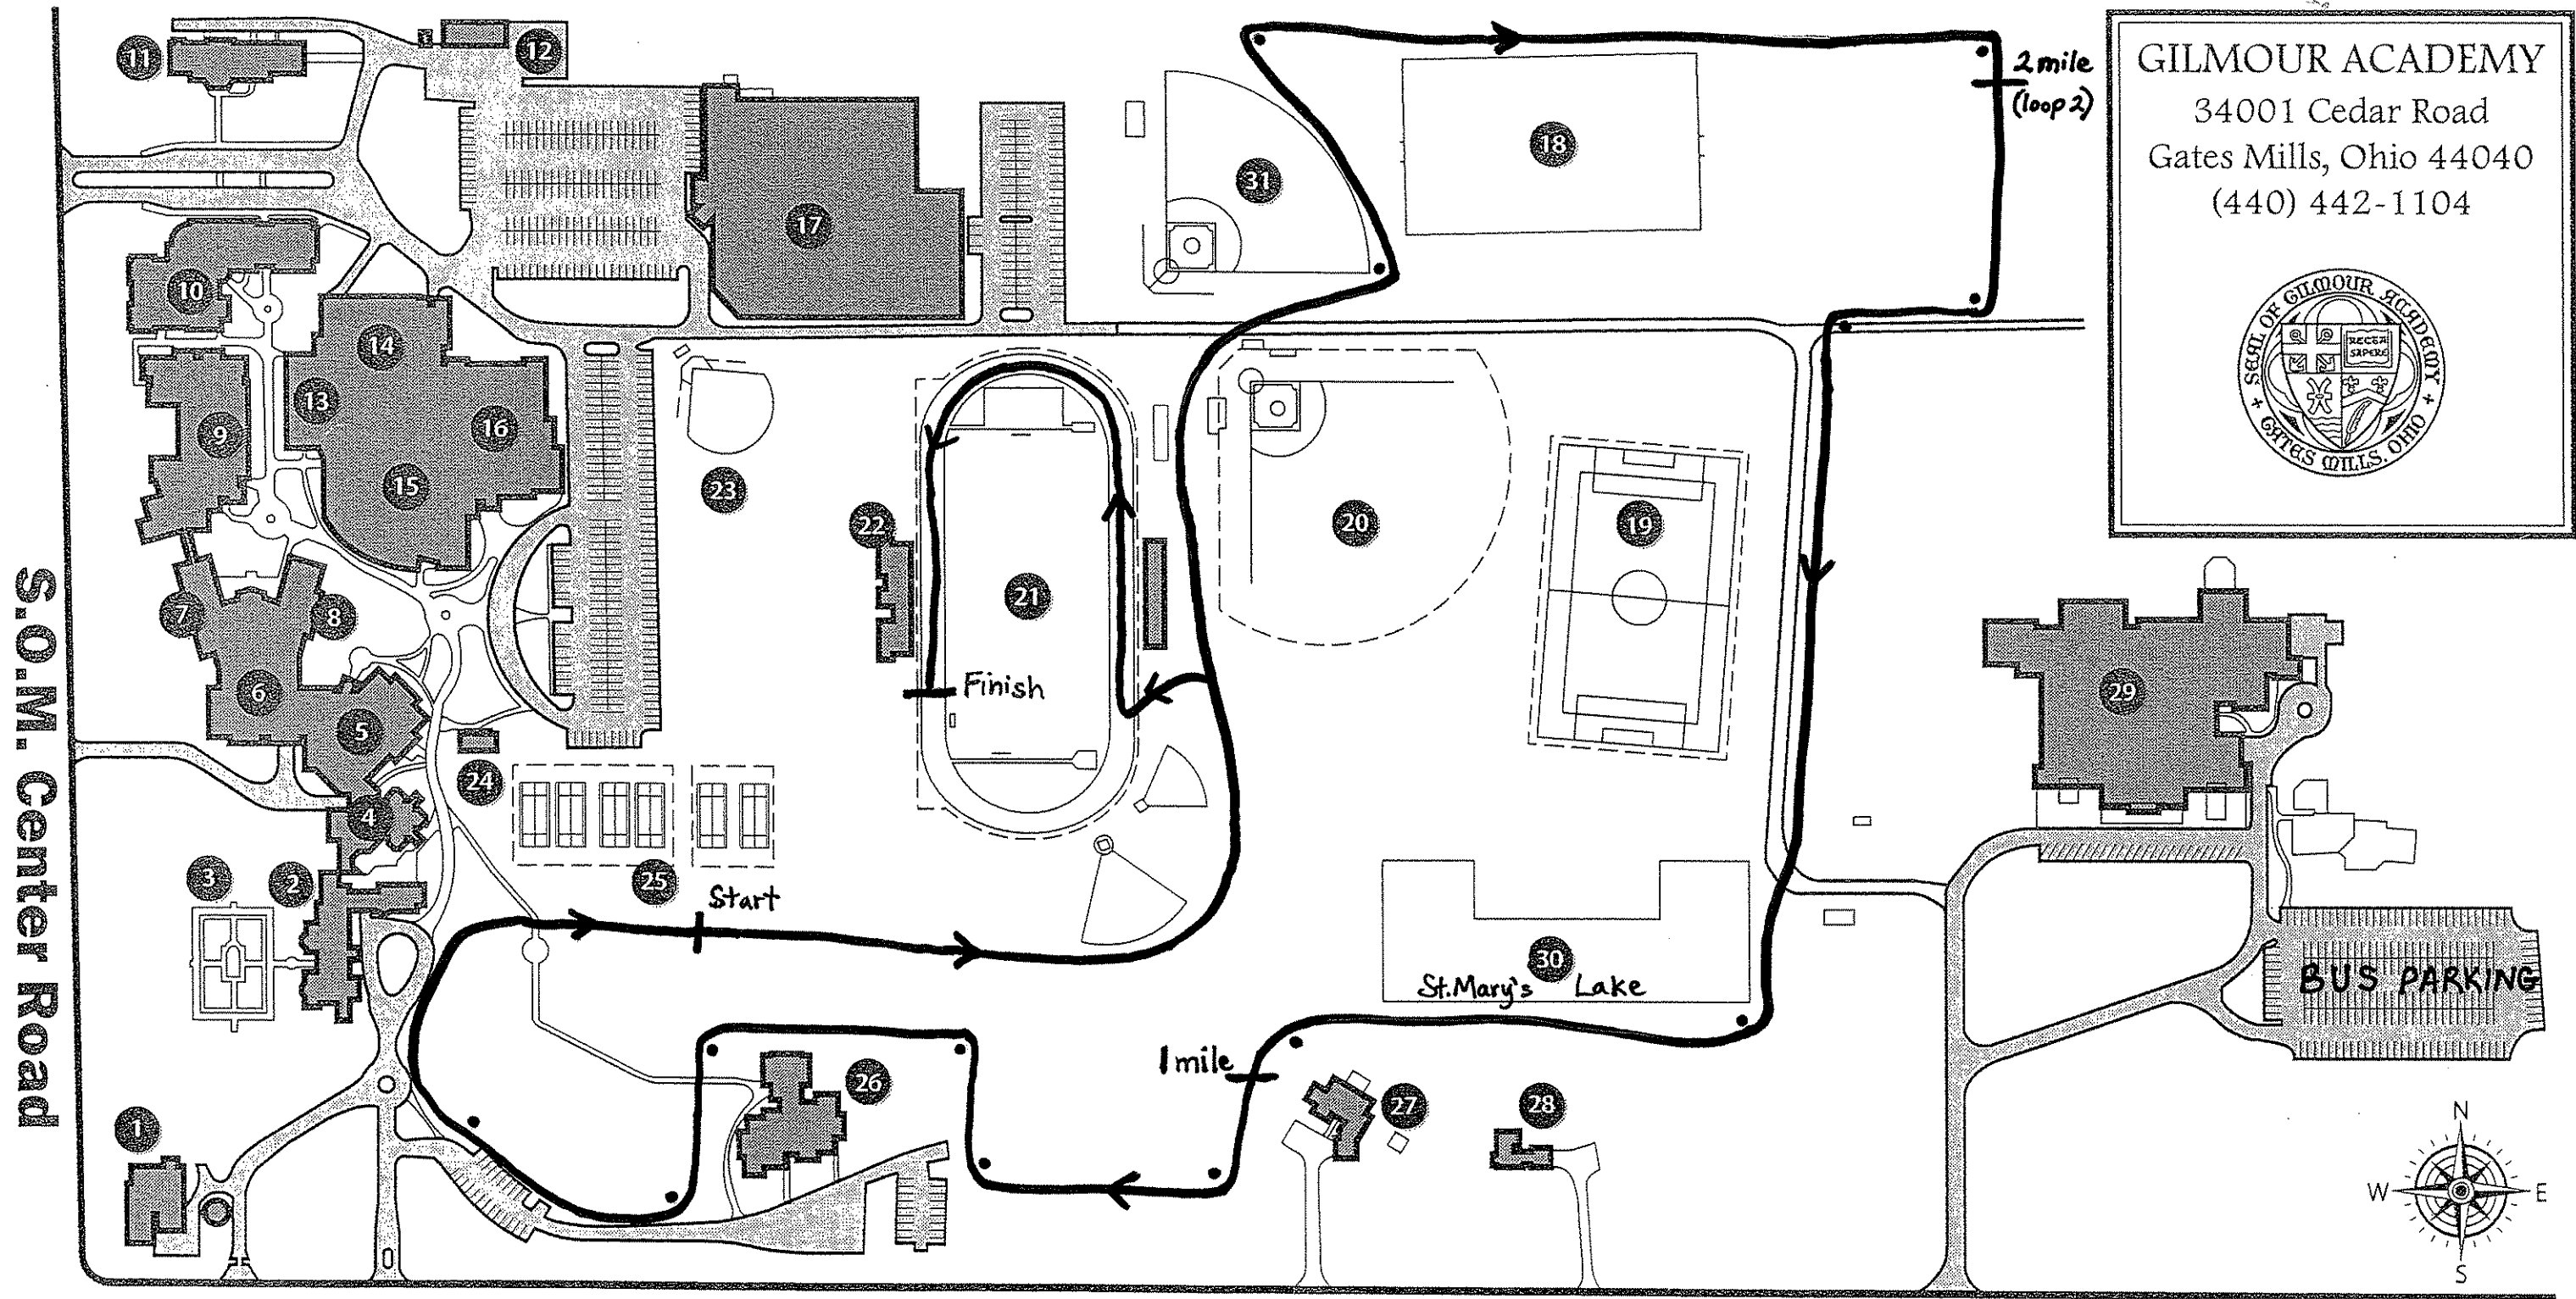 11
12
2 mile
(loop 2)
GILMOUR ACADEMY
34001 Cedar Road
Gates Mills, Ohio 44040
(440) 442-1104
SEAL OF GILMOUR ACADEMY
+ GATES MILLS, OHIO +
RECTA
SAPERE
18
31
17
10
14
13
16
9
15
23
22
20
19
21
7
8
6
5
Finish
29
24
4
3
2
25
Start
30
St. Mary's Lake
BUS PARKING
1 mile
26
27
28
1
S.O.M. Center Road
N
W
E
S